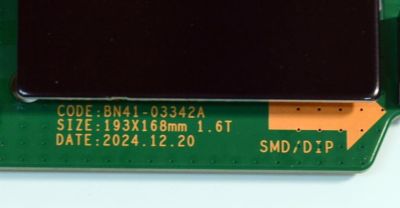 CODE:BN41-03342A
SIZE:193X168mm 1.6T
DATE:2024.12.20
SMD/DIP